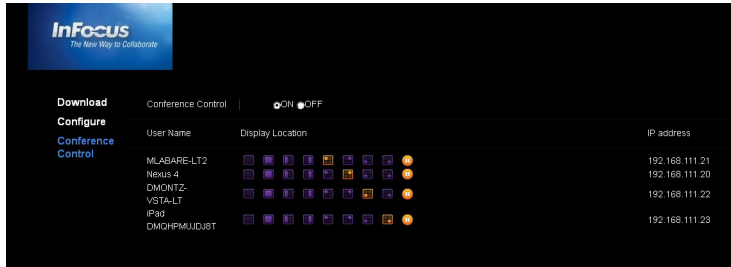 InFocus
The New Way to Collaborate
Download
Configure
Conference Control
Conference Control ON OFF
User Name Display Location IP address
MLABARE-LT2 192.168.111.21
Nexus 4 192.168.111.20
DMONTZ-
VSTA-LT 192.168.111.22
iPad
DMQHPMUJDJ8T 192.168.111.23